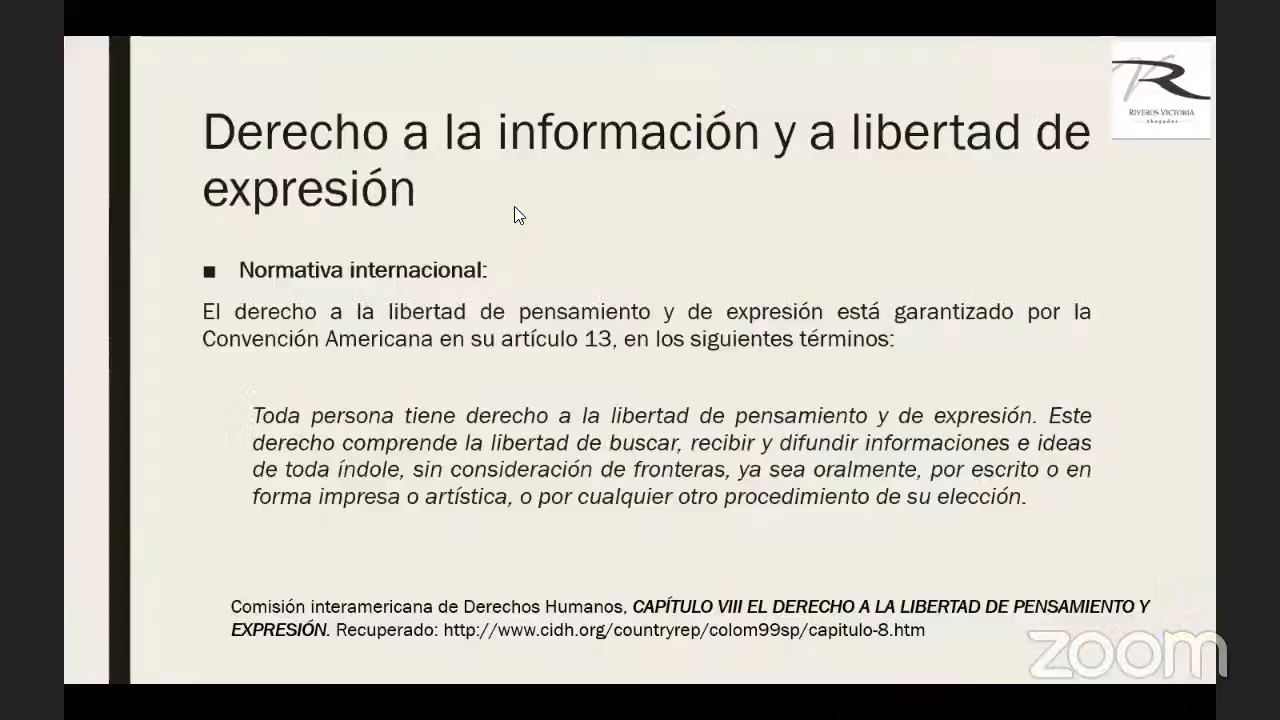 RIVEROS VICTORIA
Abogados
Derecho a la información y a libertad de
expresión
■ Normativa internacional:
El derecho a la libertad de pensamiento y de expresión está garantizado por la
Convención Americana en su artículo 13, en los siguientes términos:
Toda persona tiene derecho a la libertad de pensamiento y de expresión. Este
derecho comprende la libertad de buscar, recibir y difundir informaciones e ideas
de toda índole, sin consideración de fronteras, ya sea oralmente, por escrito o en
forma impresa o artística, o por cualquier otro procedimiento de su elección.
Comisión interamericana de Derechos Humanos, CAPÍTULO VIII EL DERECHO A LA LIBERTAD DE PENSAMIENTO Y
EXPRESIÓN. Recuperado: http://www.cidh.org/countryrep/colom99sp/capitulo-8.htm
zoom